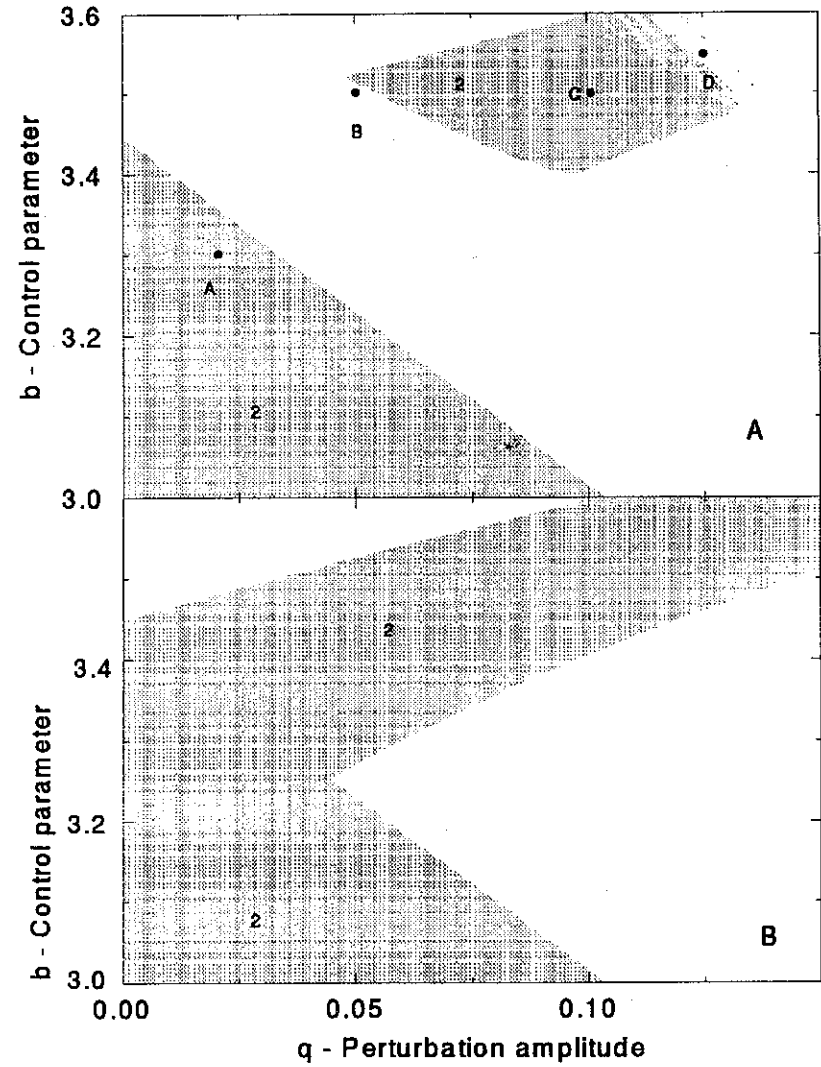 3.6
2
C
D
B
3.4
A
3.2
2
A
3.0
b - Control parameter
2
3.4
3.2
2
B
3.0
b - Control parameter
0.00 0.05 0.10
q - Perturbation amplitude